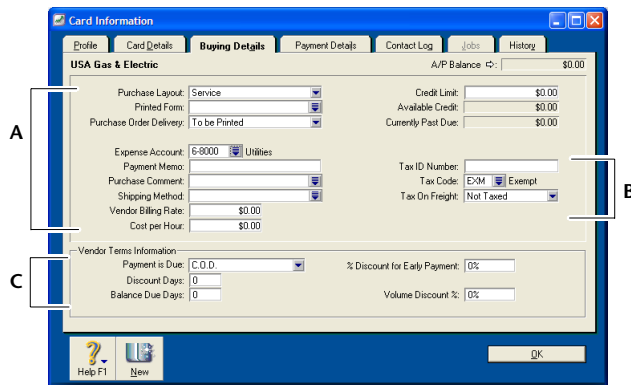 Card Information
Profile Card Details Buying Details Payment Details Contact Log Jobs History
USA Gas & Electric A/P Balance ⇨: $0.00
Purchase Layout: Service Credit Limit: $0.00
Printed Form: Available Credit: $0.00
Purchase Order Delivery: To be Printed Currently Past Due: $0.00
A
Expense Account: 6-8000 Utilities
Payment Memo: Tax ID Number:
Purchase Comment: Tax Code: EXM Exempt
Shipping Method: Tax On Freight: Not Taxed
B
Vendor Billing Rate: $0.00
Cost per Hour: $0.00
Vendor Terms Information
Payment is Due: C.O.D. % Discount for Early Payment: 0%
C
Discount Days: 0
Balance Due Days: 0 Volume Discount %: 0%
Help F1 New OK